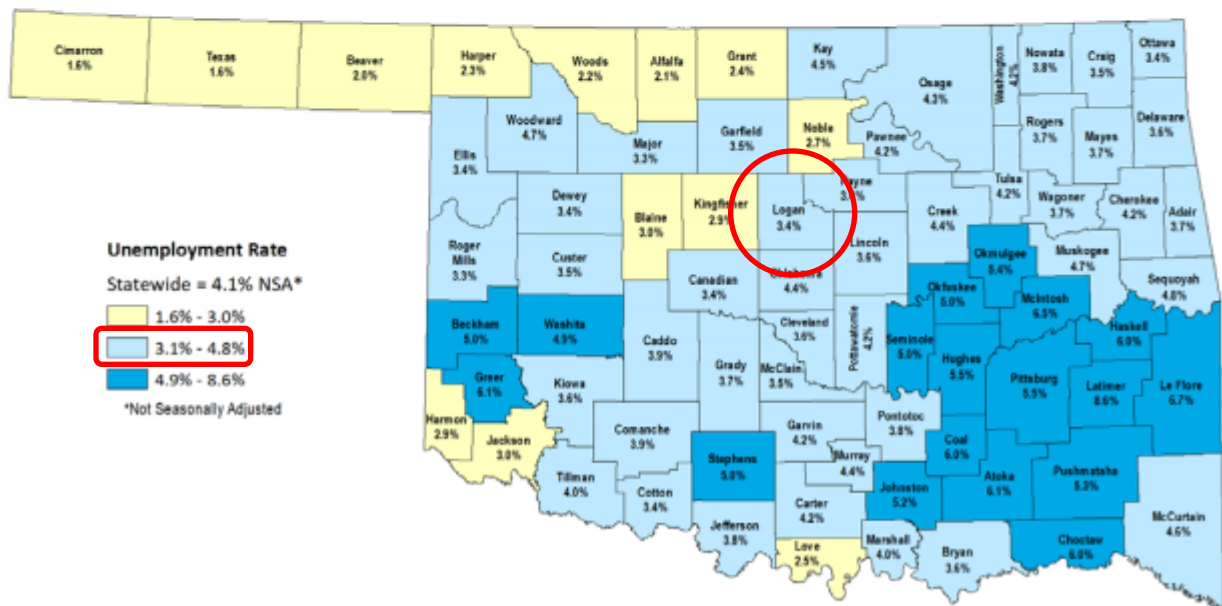 Cimarron
1.6%
Texas
1.6%
Beaver
2.0%
Harper
2.3%
Woods
2.2%
Alfalfa
2.1%
Grant
2.4%
Kay
4.5%
Osage
4.3%
Washington
4.2%
Nowata
3.8%
Craig
3.5%
Ottawa
3.4%
Woodward
4.7%
Ellis
3.4%
Major
3.3%
Garfield
3.5%
Noble
2.7%
Pawnee
4.2%
Rogers
3.7%
Mayes
3.7%
Delaware
3.6%
Dewey
3.4%
Blaine
3.0%
Kingfisher
2.9%
Logan
3.4%
Creek
4.4%
Tulsa
4.2%
Wagoner
3.7%
Cherokee
4.2%
Adair
3.7%
Roger
Mills
3.3%
Custer
3.5%
Canadian
3.4%
Oklahoma
4.4%
Lincoln
3.6%
Okmulgee
5.4%
Muskogee
4.7%
Sequoyah
4.8%
Unemployment Rate
Statewide = 4.1% NSA*
1.6% - 3.0%
3.1% - 4.8%
4.9% - 8.6%
*Not Seasonally Adjusted
Beckham
5.0%
Washita
4.9%
Caddo
3.9%
Grady
3.7%
Cleveland
3.6%
McClain
3.5%
Pottawatomie
4.2%
Seminole
5.0%
Okfuskee
5.0%
McIntosh
6.5%
Haskell
6.0%
Hughes
5.5%
Pittsburg
5.5%
Latimer
8.6%
Le Flore
6.7%
Greer
6.1%
Kiowa
3.6%
Harmon
2.9%
Jackson
3.0%
Comanche
3.9%
Stephens
5.0%
Garvin
4.2%
Murray
4.4%
Pontotoc
3.8%
Coal
6.0%
Atoka
6.1%
Pushmataha
5.3%
Tillman
4.0%
Cotton
3.4%
Jefferson
3.8%
Carter
4.2%
Johnston
5.2%
Love
2.5%
Marshall
4.0%
Bryan
3.6%
Choctaw
6.0%
McCurtain
4.6%